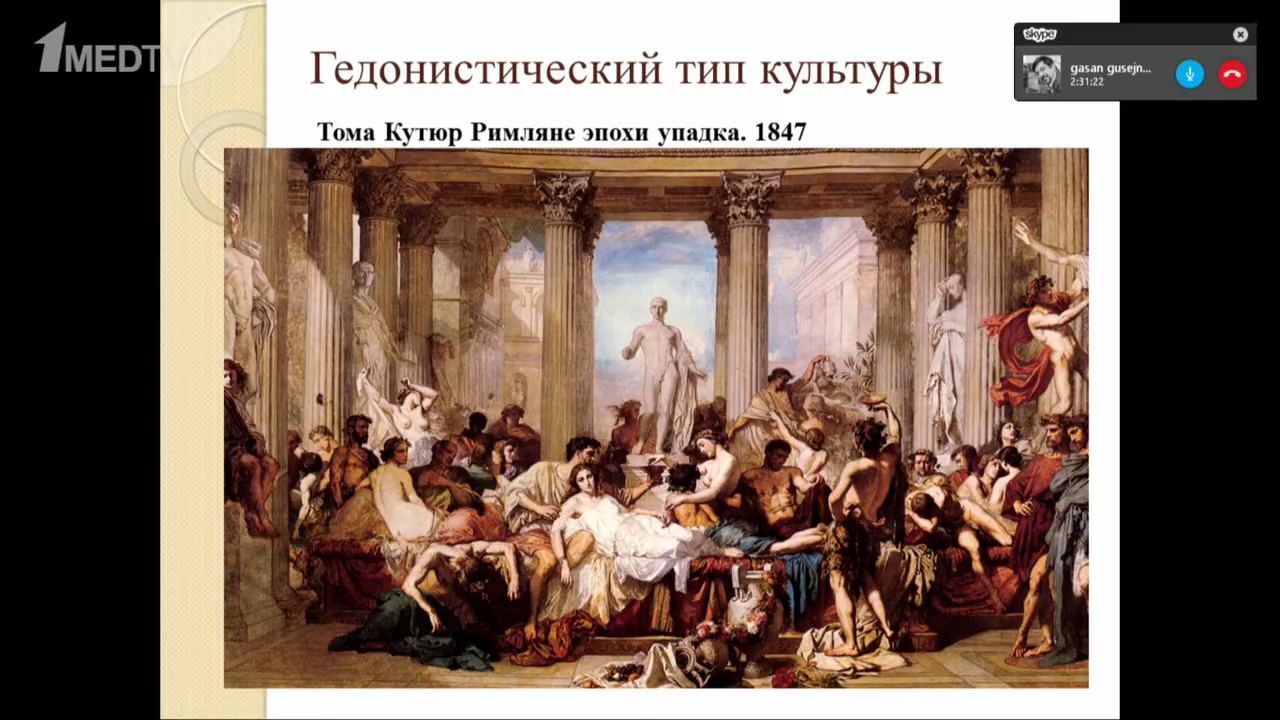 1MEDTV
Гедонистический тип культуры
Тома Кутюр Римляне эпохи упадка. 1847
skype
gasan gusejn...
2:31:22